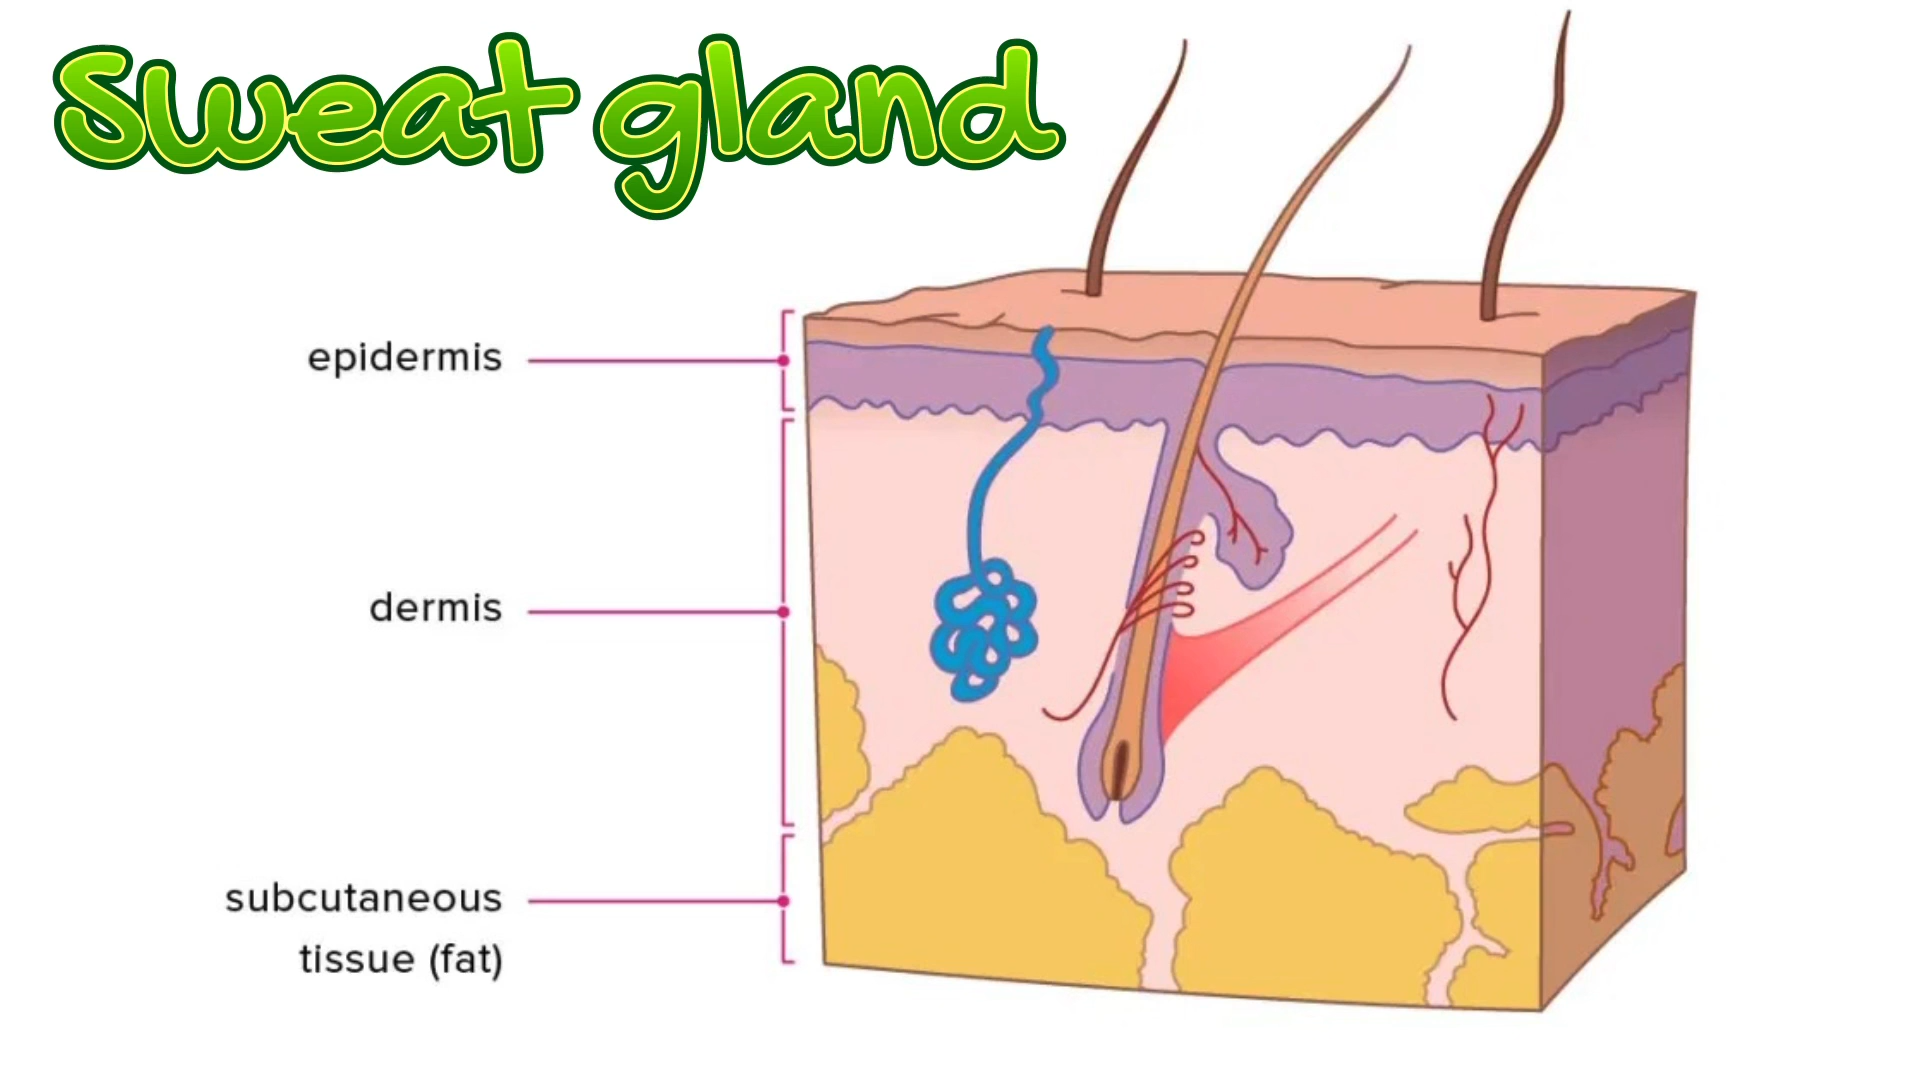 Sweat gland
epidermis
dermis
subcutaneous
tissue (fat)